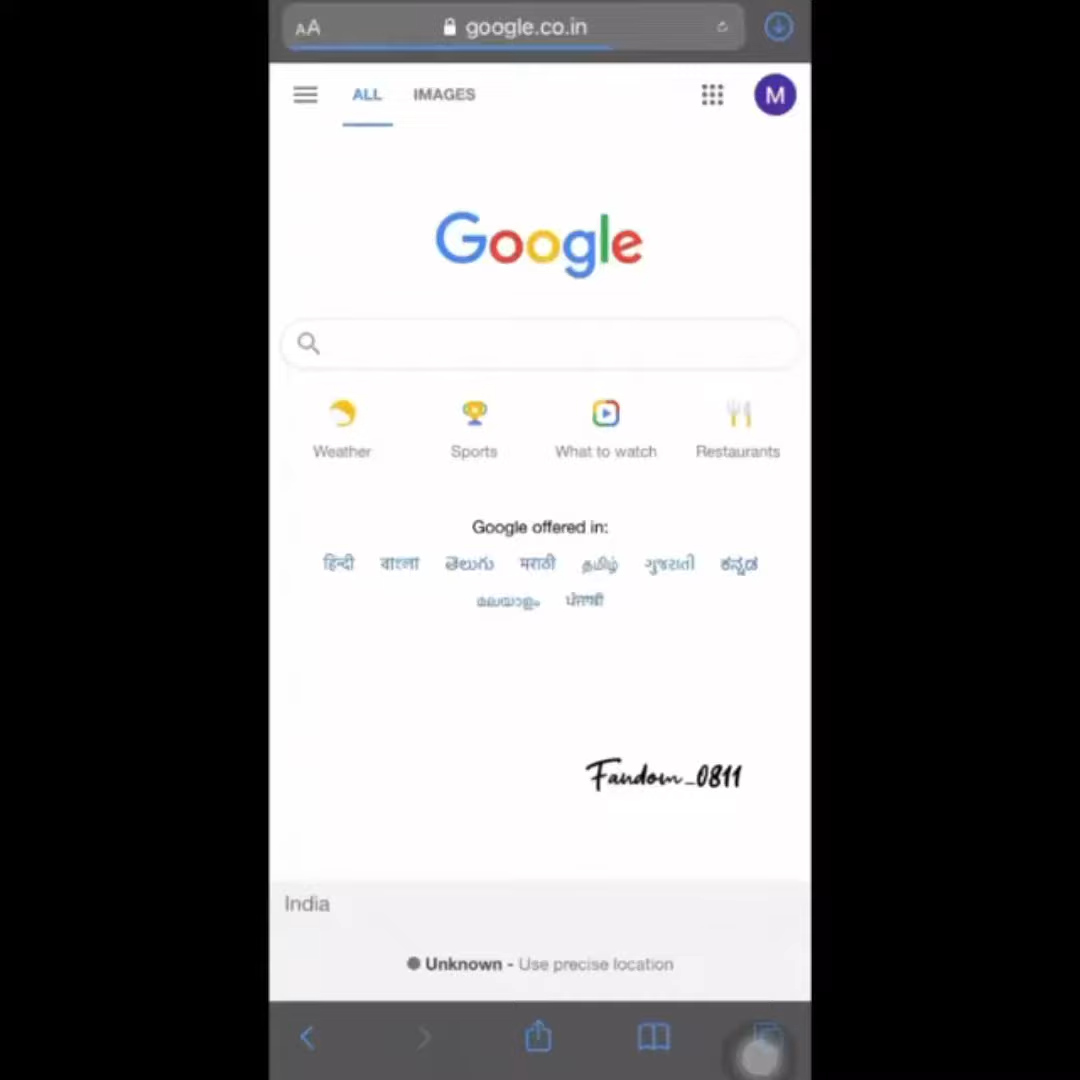 AA google.co.in
ALL IMAGES M
Google
Weather Sports What to watch Restaurants
Google offered in:
हिन्दी বাংলা తెలుగు मराठी தமிழ் ગુજરાતી ಕನ್ನಡ
മലയാളം ਪੰਜਾਬੀ
Fandom_0811
India
Unknown - Use precise location